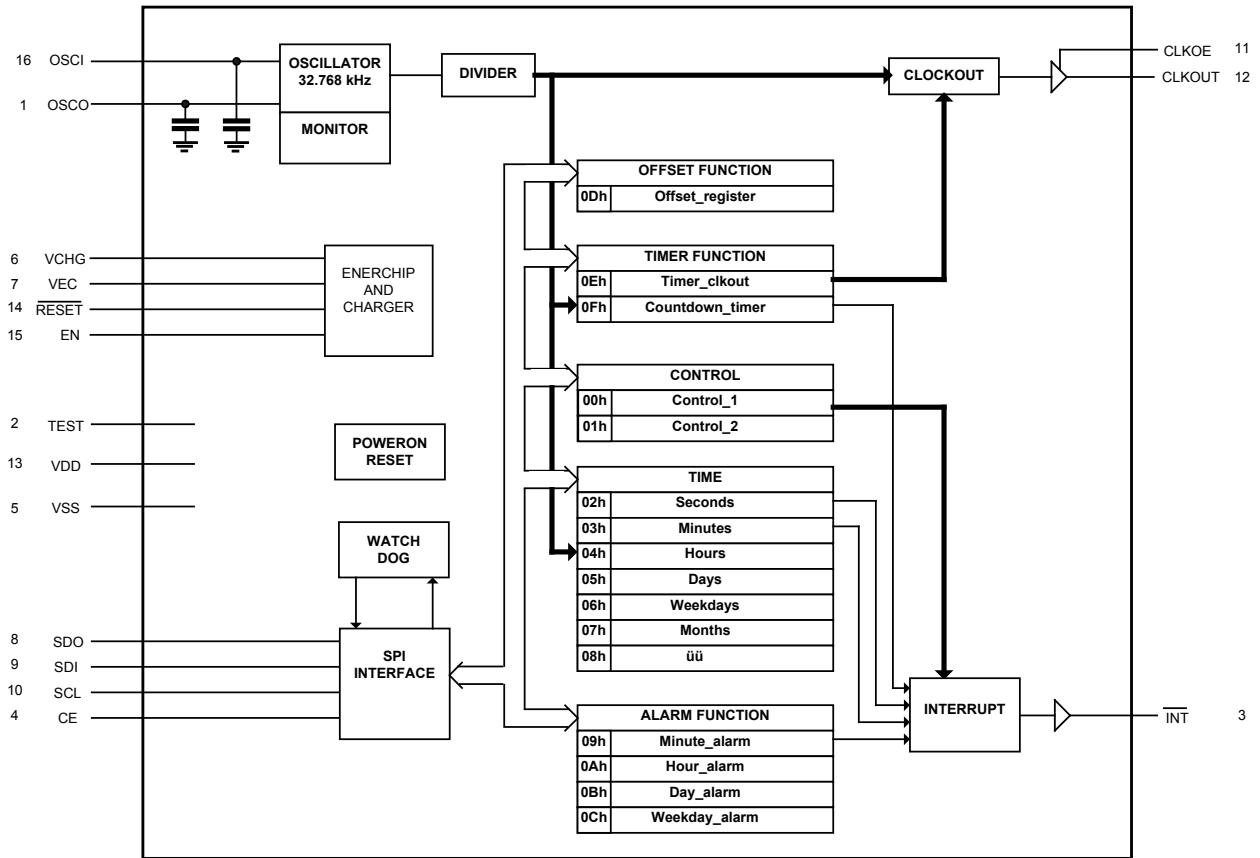 16 OSCI
1 OSCO
OSCILLATOR
32.768 kHz
MONITOR
DIVIDER
CLOCKOUT
CLKOE 11
CLKOUT 12
OFFSET FUNCTION
0Dh Offset_register
6 VCHG
7 VEC
14 RESET
15 EN
ENERCHIP
AND
CHARGER
TIMER FUNCTION
0Eh Timer_clkout
0Fh Countdown_timer
CONTROL
00h Control_1
01h Control_2
2 TEST
13 VDD
5 VSS
POWERON
RESET
TIME
02h Seconds
03h Minutes
04h Hours
05h Days
06h Weekdays
07h Months
08h üü
WATCH
DOG
8 SDO
9 SDI
10 SCL
4 CE
SPI
INTERFACE
ALARM FUNCTION
09h Minute_alarm
0Ah Hour_alarm
0Bh Day_alarm
0Ch Weekday_alarm
INTERRUPT
INT 3